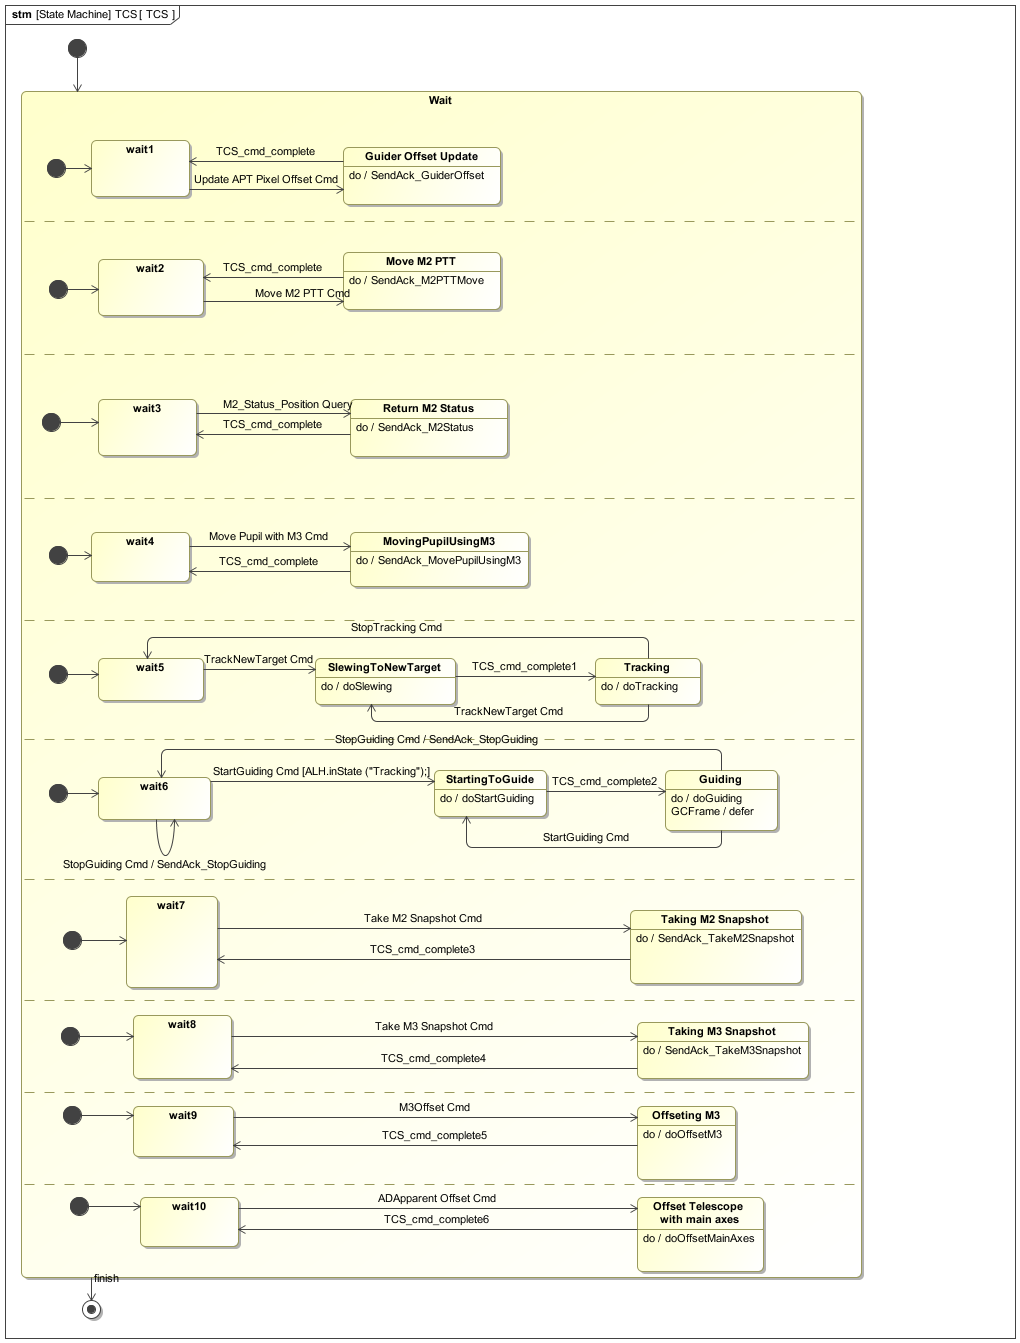 stm [State Machine] TCS[ TCS ]
Wait
wait1
TCS_cmd_complete
Update APT Pixel Offset Cmd
Guider Offset Update
do / SendAck_GuiderOffset
wait2
TCS_cmd_complete
Move M2 PTT Cmd
Move M2 PTT
do / SendAck_M2PTTMove
wait3
M2_Status_Position Query
TCS_cmd_complete
Return M2 Status
do / SendAck_M2Status
wait4
Move Pupil with M3 Cmd
TCS_cmd_complete
MovingPupilUsingM3
do / SendAck_MovePupilUsingM3
StopTracking Cmd
wait5
TrackNewTarget Cmd
SlewingToNewTarget
do / doSlewing
TCS_cmd_complete1
Tracking
do / doTracking
TrackNewTarget Cmd
StopGuiding Cmd / SendAck_StopGuiding
wait6
StartGuiding Cmd [ALH.inState ("Tracking");]
StartingToGuide
do / doStartGuiding
TCS_cmd_complete2
Guiding
do / doGuiding
GCFrame / defer
StartGuiding Cmd
StopGuiding Cmd / SendAck_StopGuiding
wait7
Take M2 Snapshot Cmd
TCS_cmd_complete3
Taking M2 Snapshot
do / SendAck_TakeM2Snapshot
wait8
Take M3 Snapshot Cmd
TCS_cmd_complete4
Taking M3 Snapshot
do / SendAck_TakeM3Snapshot
wait9
M3Offset Cmd
TCS_cmd_complete5
Offseting M3
do / doOffsetM3
wait10
ADApparent Offset Cmd
TCS_cmd_complete6
Offset Telescope
with main axes
do / doOffsetMainAxes
finish